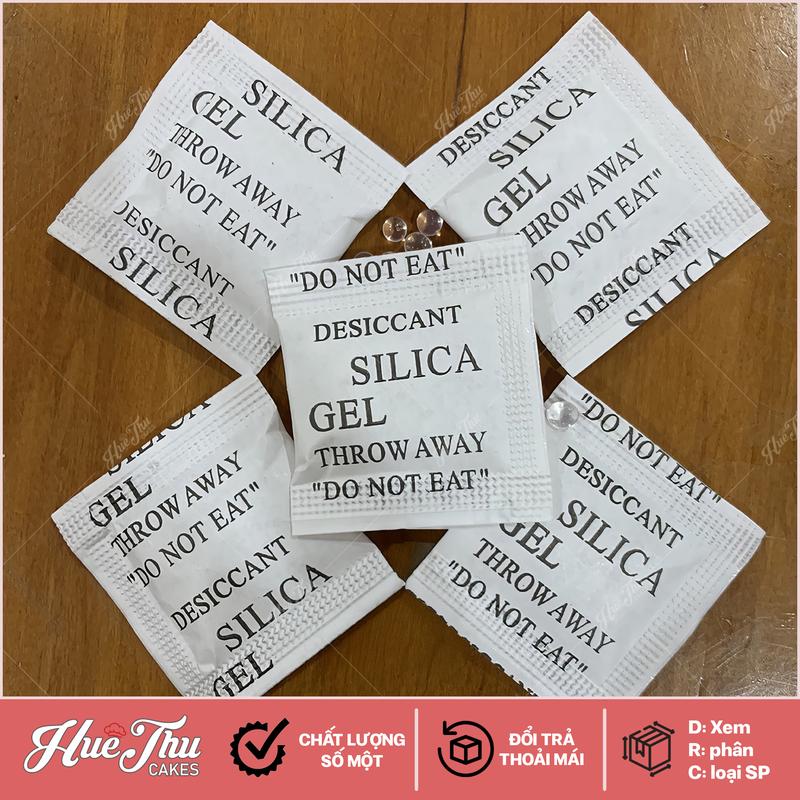 SILICA
GEL
THROW AWAY
"DO NOT EAT"
DESICCANT
SILICA
DESICCANT
SILICA
GEL
THROW AWAY
"DO NOT EAT"
DESICCANT
SILICA
"DO NOT EAT"
DESICCANT
SILICA
GEL
THROW AWAY
"DO NOT EAT"
SILICA
GEL
THROW AWAY
"DO NOT EAT"
DESICCANT
SILICA
GEL
"DO NOT EAT"
DESICCANT
SILICA
GEL
THROW AWAY
"DO NOT EAT"
Hue Thu
CAKES
CHẤT LƯỢNG
SỐ MỘT
ĐỔI TRẢ
THOẢI MÁI
D: Xem
R: phân
C: loại SP